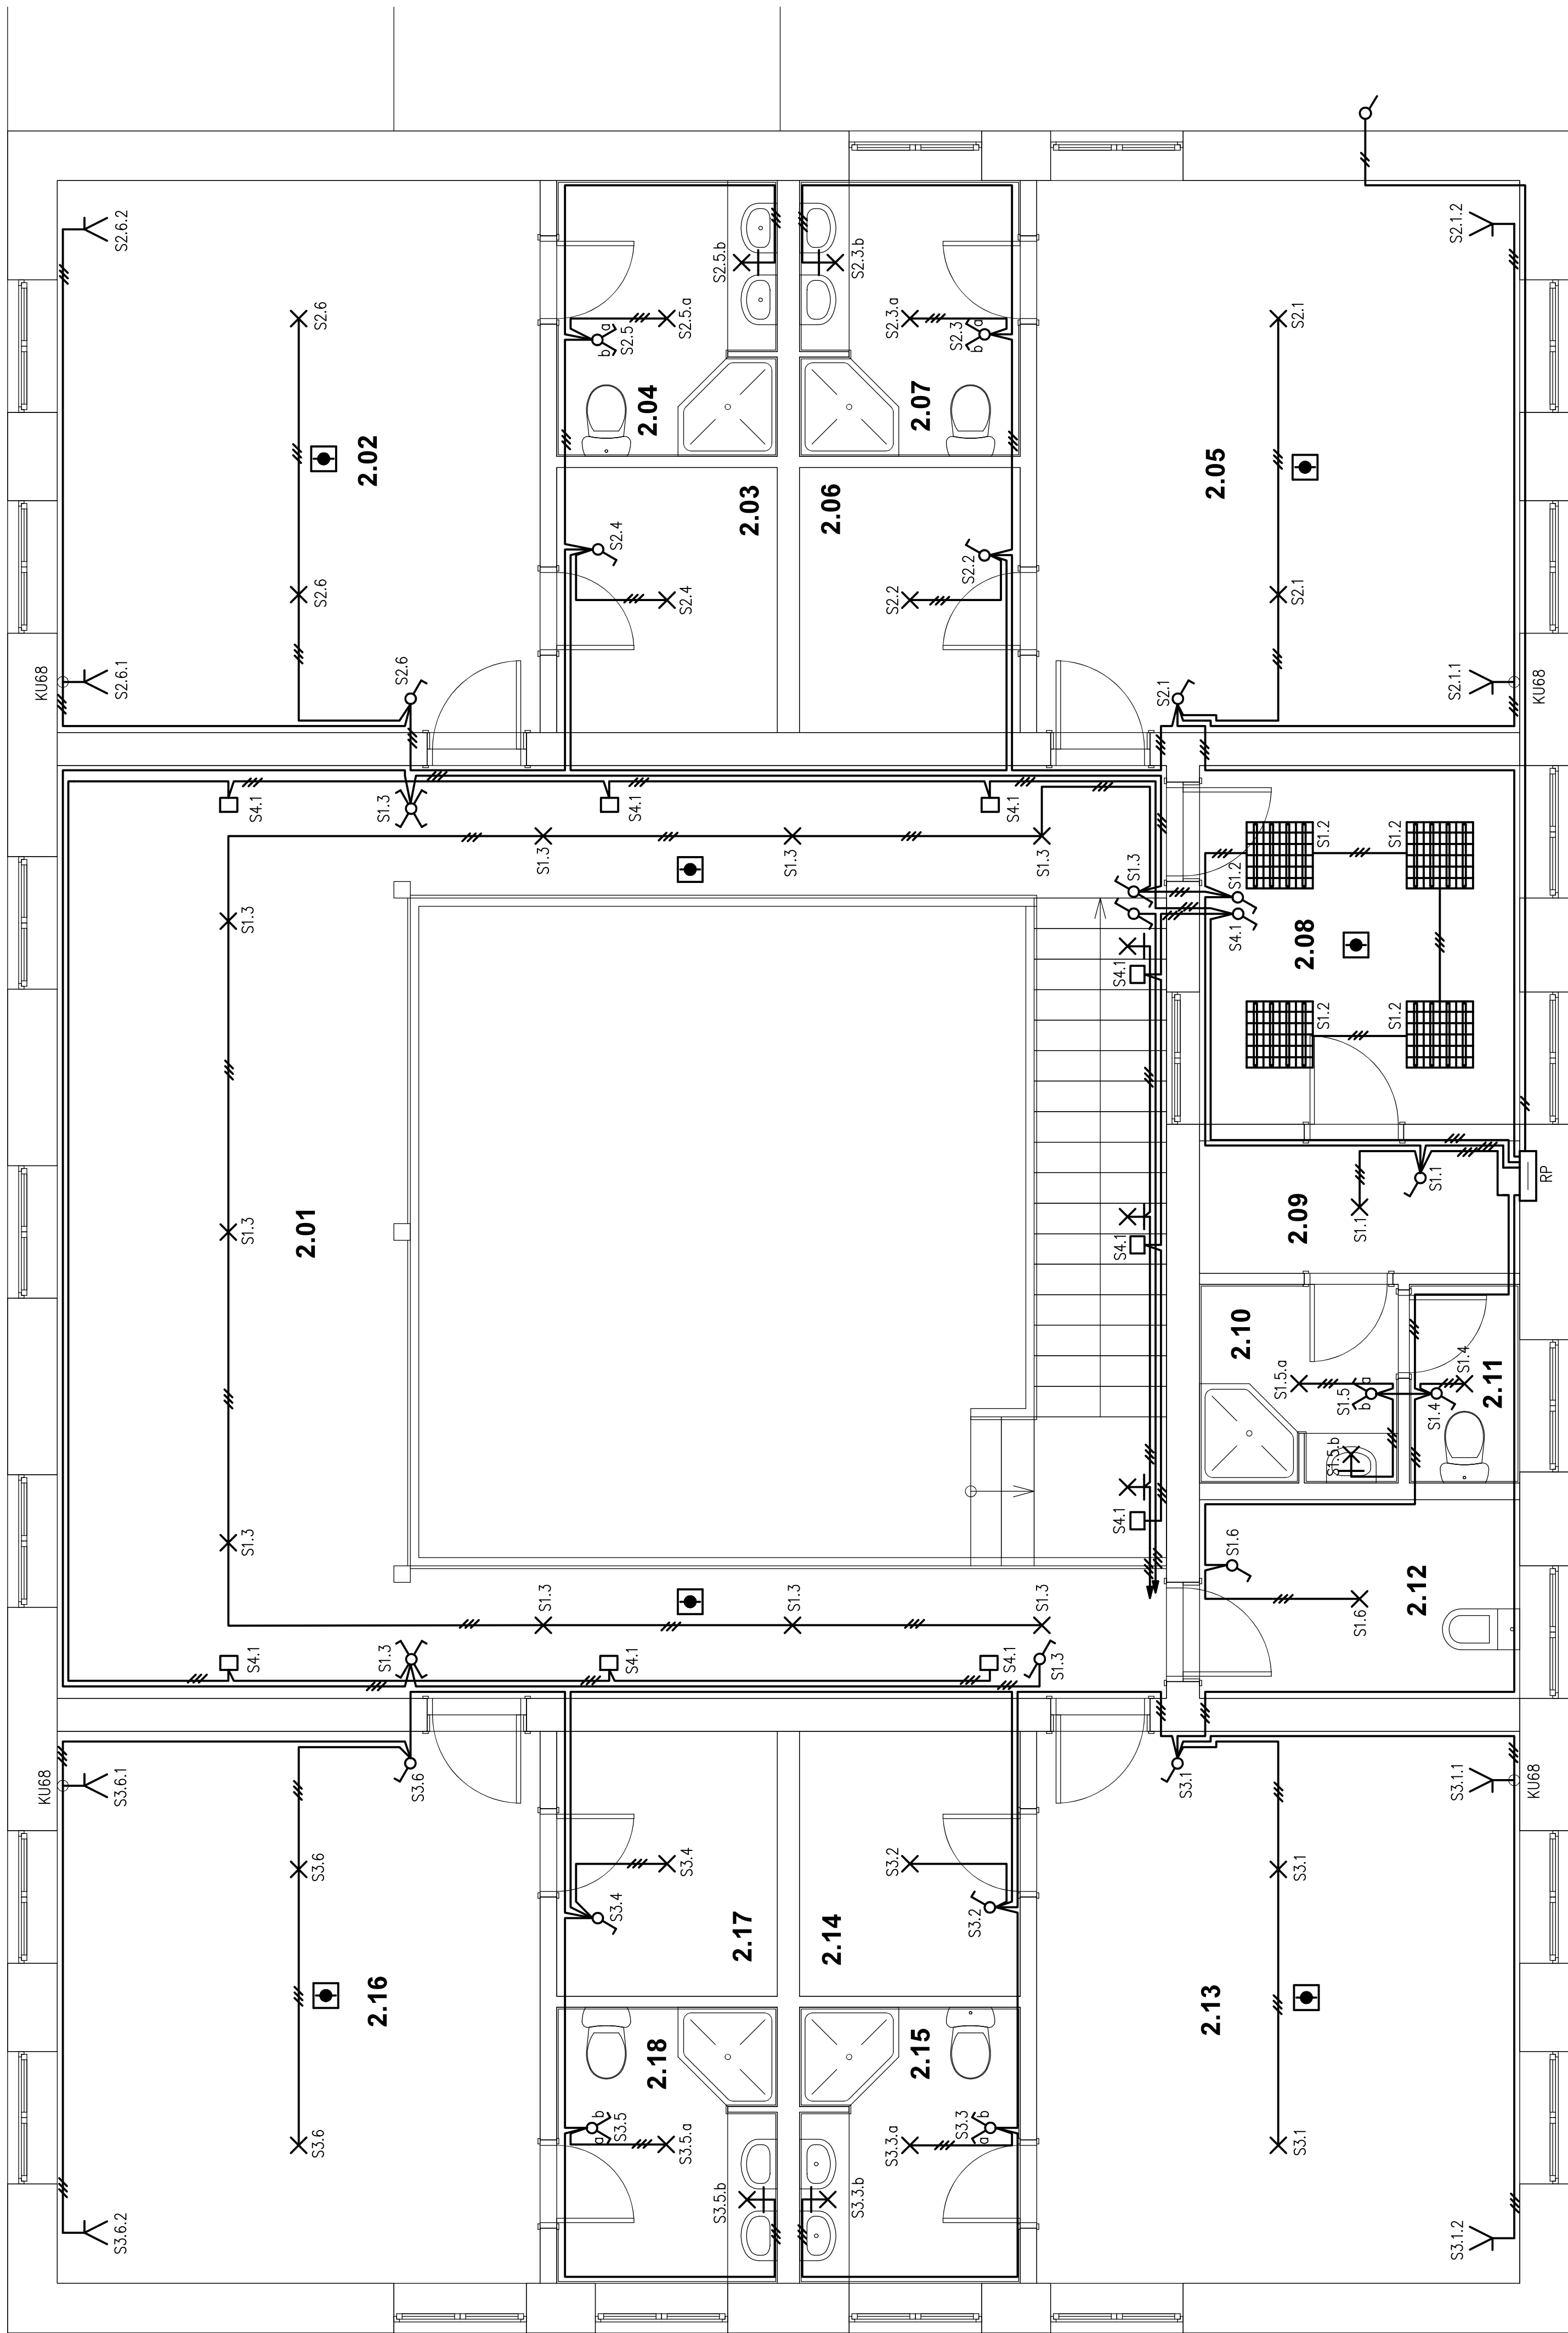 KU68
S3.6.1
S3.6.2
S3.6
S3.6
S3.6
2.16
S3.4
S3.4
2.17
2.18
a
b
S3.5
S3.5.a
S3.5.b
S3.2
S3.2
2.14
2.15
a
b
S3.3
S3.3.a
S3.3.b
S3.1
S3.1
S3.1
2.13
S3.1.1
S3.1.2
KU68
2.01
S4.1
S1.3
S4.1
S4.1
S1.3
S1.3
S1.3
S1.3
S1.3
S1.3
S1.3
S1.3
S1.3
S1.3
S4.1
S1.3
S4.1
S4.1
S1.3
S4.1
S4.1
S4.1
S1.6
S1.6
2.12
2.10
S1.5.a
S1.5
b
a
S1.5.b
S1.4
S1.4
2.11
2.09
S1.1
S1.1
RP
2.08
S1.2
S4.1
S1.2
S1.2
S1.2
S1.2
KU68
S2.6.1
S2.6.2
S2.6
S2.6
S2.6
2.02
S2.4
S2.4
2.03
2.04
b
a
S2.5
S2.5.a
S2.5.b
S2.2
S2.2
2.06
2.07
b
a
S2.3
S2.3.a
S2.3.b
S2.1
S2.1
S2.1
2.05
S2.1.1
S2.1.2
KU68